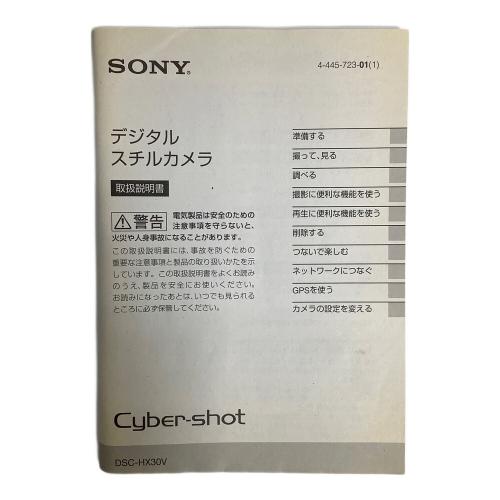 SONY®
4-445-723-01(1)
デジタル
スチルカメラ
取扱説明書
警告
電気製品は安全のための
注意事項を守らないと、
火災や人身事故になることがあります。
この取扱説明書には、事故を防ぐための
重要な注意事項と製品の取り扱いかたを示
しています。この取扱説明書をよくお読み
のうえ、製品を安全にお使いください。
お読みになったあとは、いつでも見られる
ところに必ず保管してください。
準備する
撮って、見る
調べる
撮影に便利な機能を使う
再生に便利な機能を使う
削除する
つないで楽しむ
ネットワークにつなぐ
GPSを使う
カメラの設定を変える
Cyber-shot
DSC-HX30V